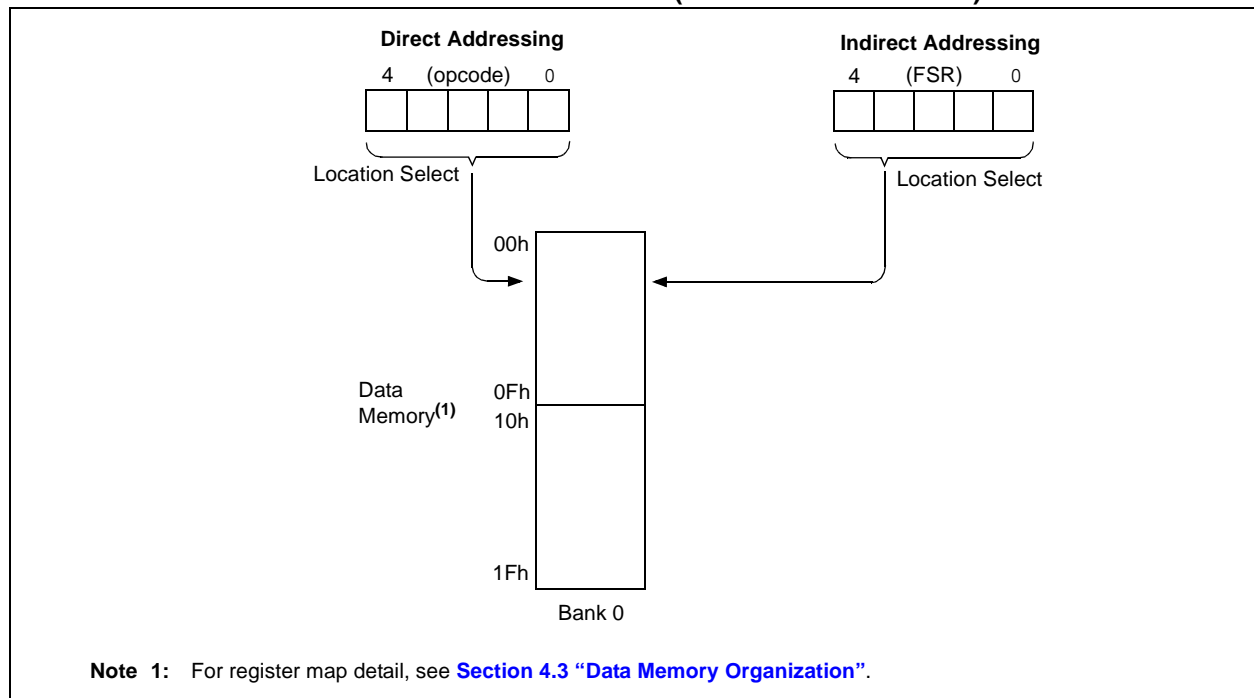 Direct Addressing
4 (opcode) 0
Location Select
Indirect Addressing
4 (FSR) 0
Location Select
00h
Data
Memory(1)
0Fh
10h
1Fh
Bank 0
Note 1: For register map detail, see Section 4.3 “Data Memory Organization”.